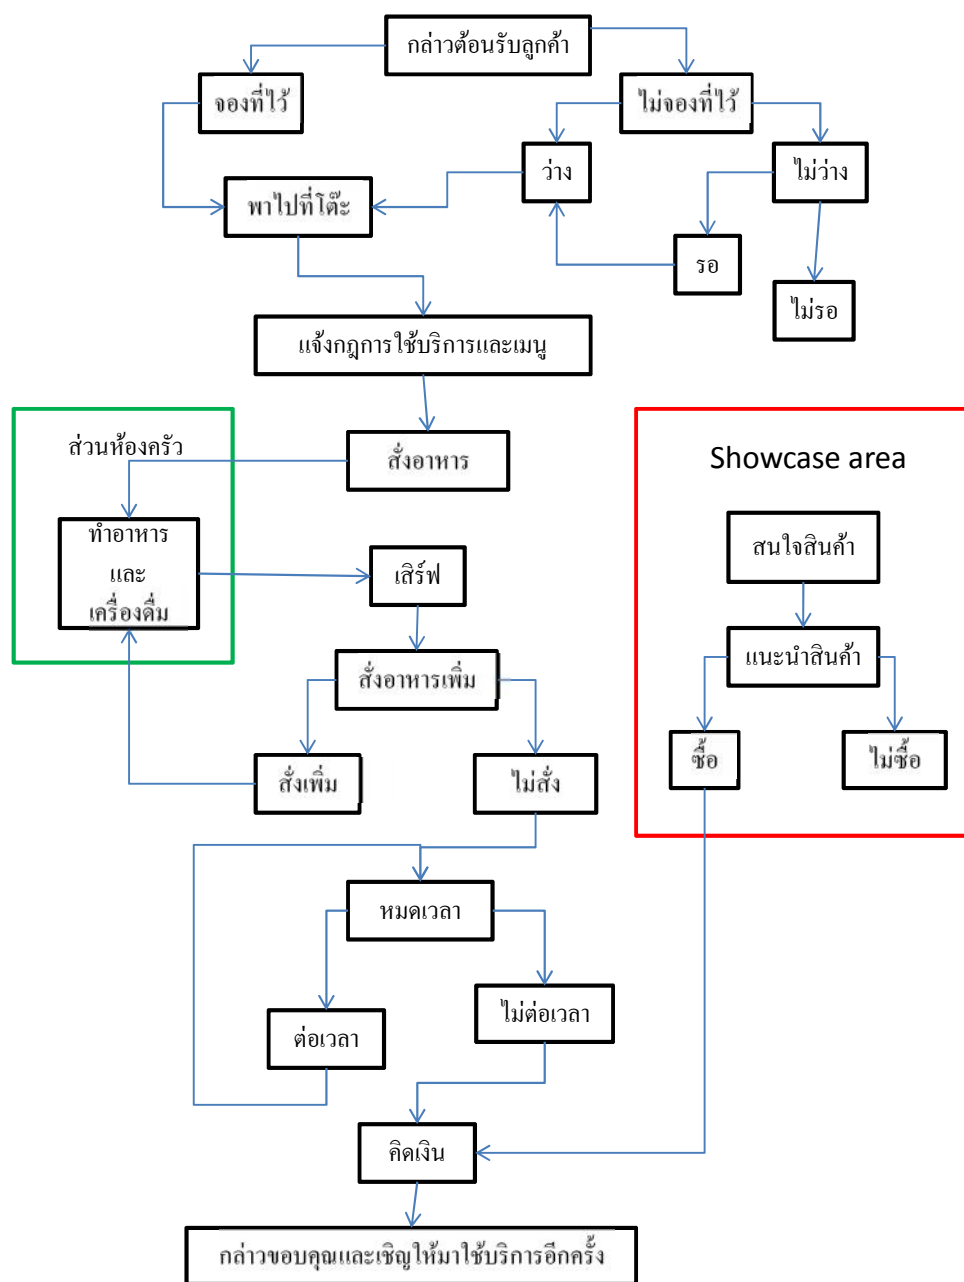 กล่าวต้อนรับลูกค้า
จองที่ไว้
ไม่จองที่ไว้
ว่าง
ไม่ว่าง
พาไปที่โต๊ะ
รอ
ไม่รอ
แจ้งกฎการใช้บริการและเมนู
ส่วนห้องครัว
สั่งอาหาร
Showcase area
ทำอาหาร
และ
เครื่องดื่ม
สนใจสินค้า
เสิร์ฟ
แนะนำสินค้า
สั่งอาหารเพิ่ม
ซื้อ
ไม่ซื้อ
สั่งเพิ่ม
ไม่สั่ง
หมดเวลา
ไม่ต่อเวลา
ต่อเวลา
คิดเงิน
กล่าวขอบคุณและเชิญให้มาใช้บริการอีกครั้ง